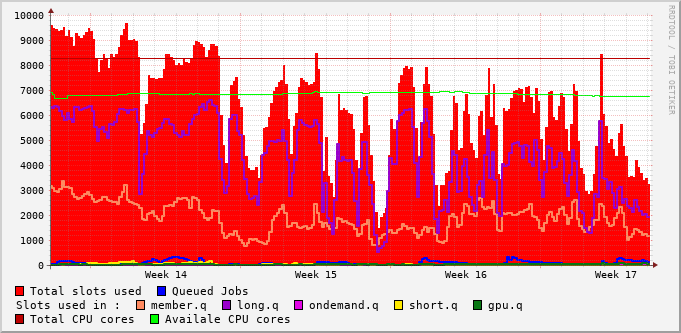 10000
9000
8000
7000
6000
5000
4000
3000
2000
1000
0
Week 14 Week 15 Week 16 Week 17
RRDTOOL / TOBI OETIKER
Total slots used Queued Jobs
Slots used in : member.q long.q ondemand.q short.q gpu.q
Total CPU cores Availale CPU cores